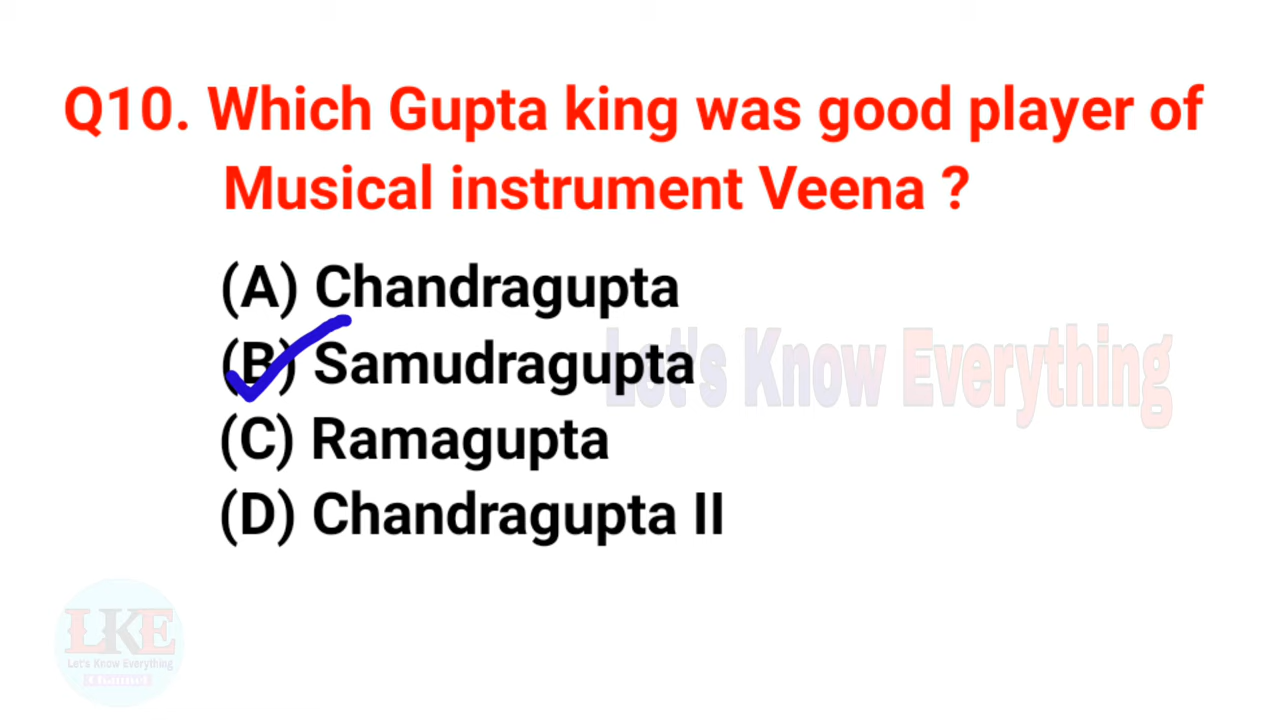 Q10. Which Gupta king was good player of
Musical instrument Veena ?
(A) Chandragupta
(B) Samudragupta
Let's Know Everything
(C) Ramagupta
(D) Chandragupta II
LKE
Let's Know Everything
Channel